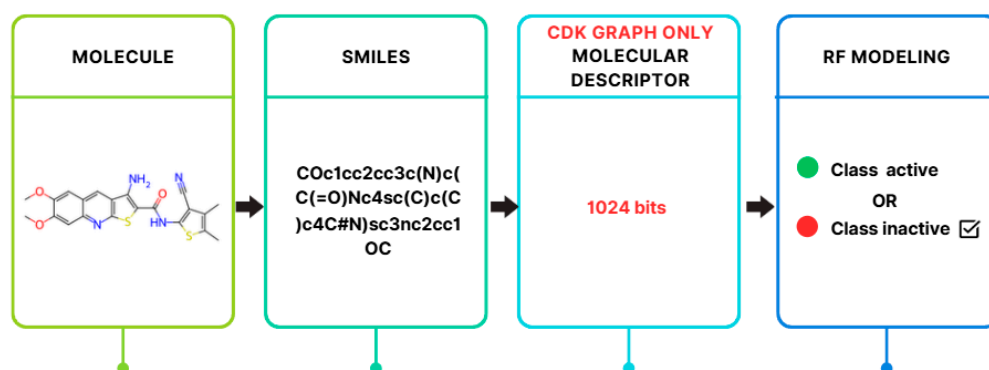 MOLECULE
SMILES
CDK GRAPH ONLY
MOLECULAR
DESCRIPTOR
RF MODELING
NH₂
N
O
O
O
N
S
HN
S
COc1cc2cc3c(N)c(
C(=O)Nc4sc(C)c(C
)c4C#N)sc3nc2cc1
OC
1024 bits
Class active
OR
Class inactive